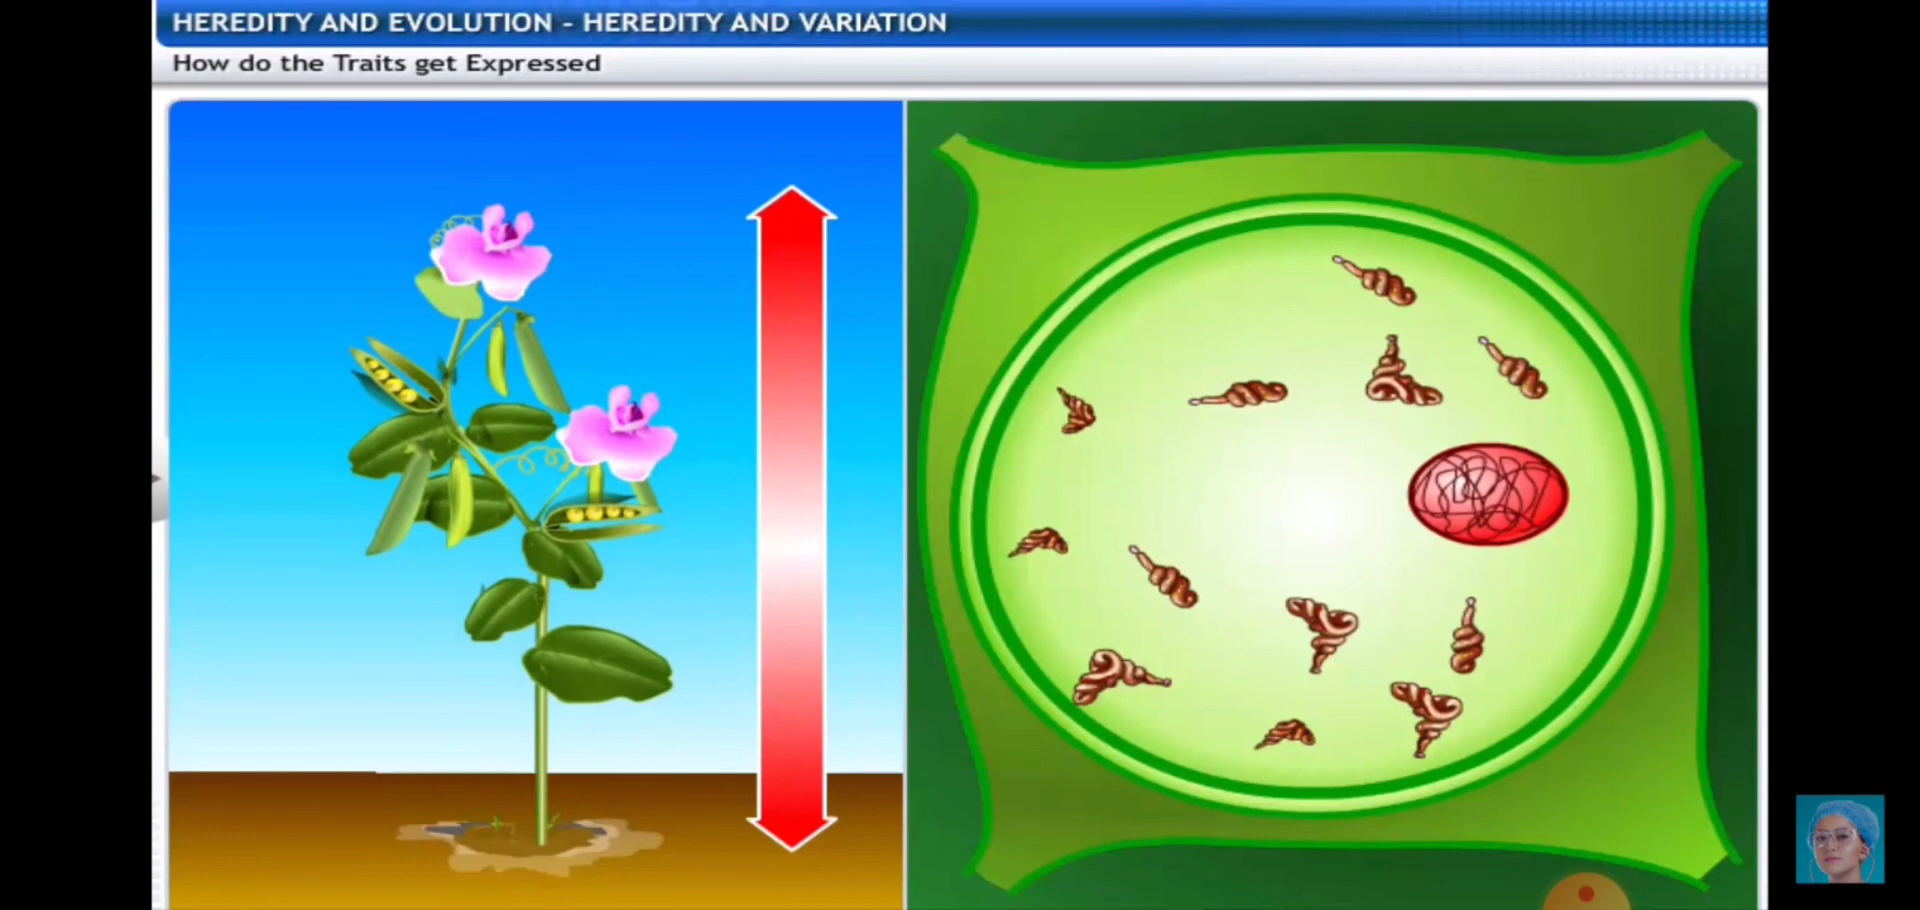 HEREDITY AND EVOLUTION - HEREDITY AND VARIATION
How do the Traits get Expressed